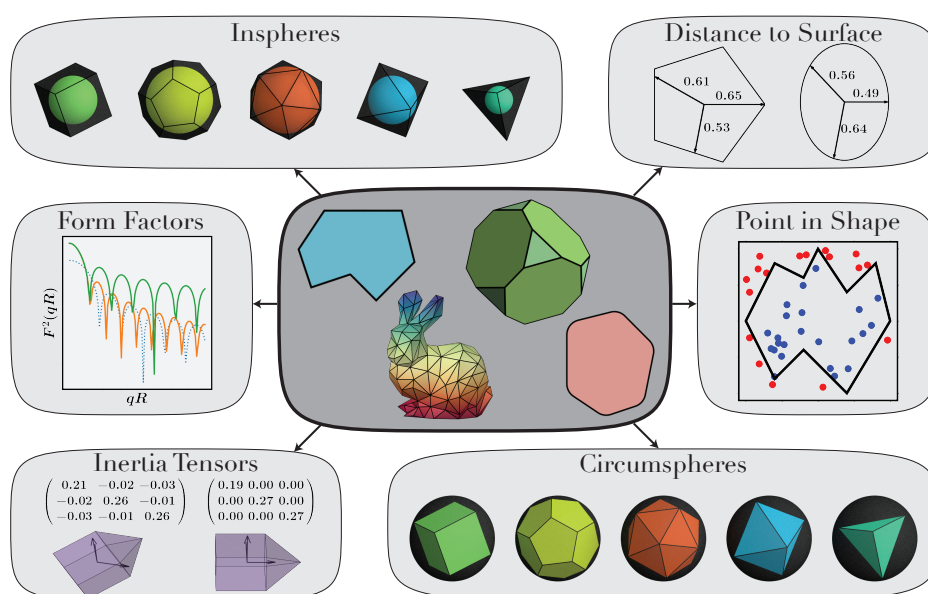 Inspheres
Distance to Surface
0.61
0.65
0.53
0.56
0.49
0.64
Form Factors
F²(qR)
qR
Point in Shape
Inertia Tensors
0.21 −0.02 −0.03
−0.02 0.26 −0.01
−0.03 −0.01 0.26
0.19 0.00 0.00
0.00 0.27 0.00
0.00 0.00 0.27
Circumspheres